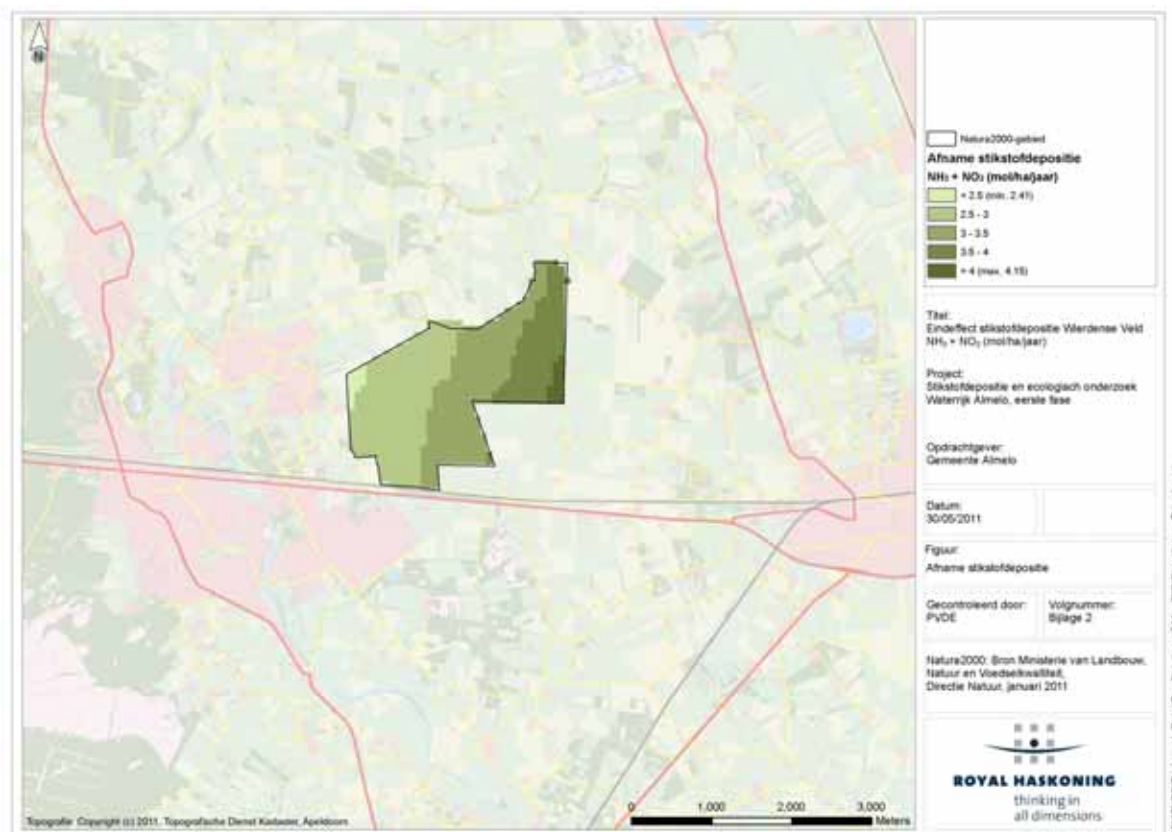 N
Natura2000-gebied
Afname stikstofdepositie
NH₃ + NO₂ (mol/ha/jaar)
< 2.5 (min. 2.41)
2.5 - 3
3 - 3.5
3.5 - 4
> 4 (max. 4.15)
Titel:
Eindeffect stikstofdepositie Wierdense Veld
NH₃ + NO₂ (mol/ha/jaar)
Project:
Stikstofdepositie en ecologisch onderzoek
Waterrijk Almelo, eerste fase
Opdrachtgever:
Gemeente Almelo
Datum:
30/05/2011
Figuur:
Afname stikstofdepositie
Gecontroleerd door:
PVDE
Volgnummer:
Bijlage 2
Natura2000: Bron Ministerie van Landbouw,
Natuur en Voedselkwaliteit,
Directie Natuur, januari 2011
ROYAL HASKONING
thinking in
all dimensions
0 1,000 2,000 3,000
Meters
Topografie: Copyright (c) 2011, Topografische Dienst Kadaster, Apeldoorn